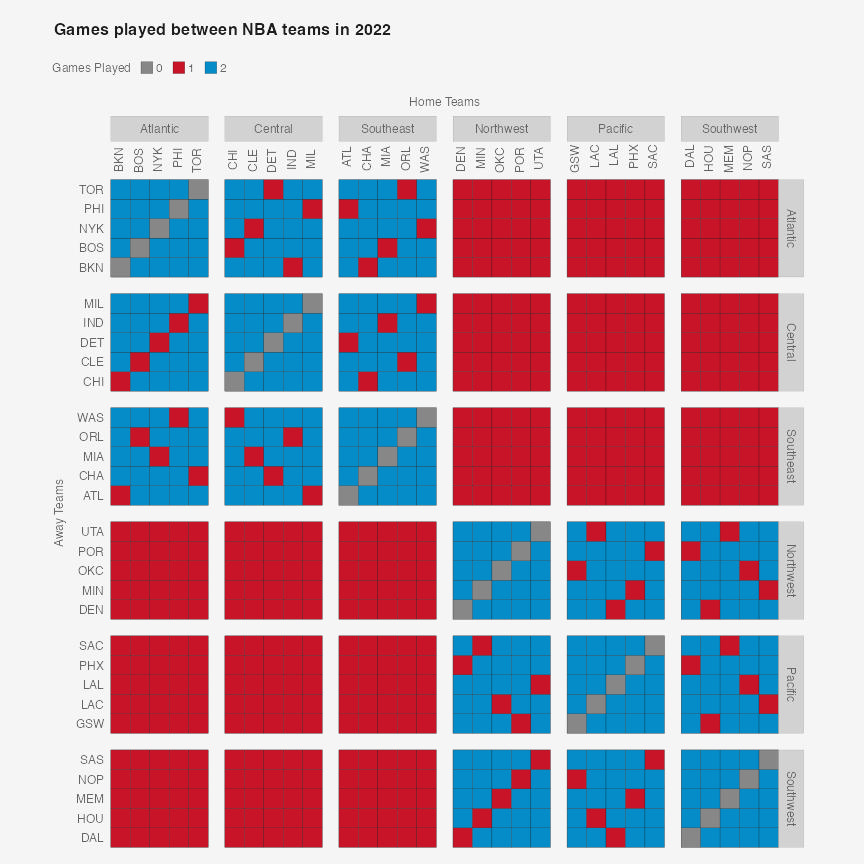 Games played between NBA teams in 2022
Games Played 0 1 2
Home Teams
Atlantic Central Southeast Northwest Pacific Southwest
BKN BOS NYK PHI TOR CHI CLE DET IND MIL ATL CHA MIA ORL WAS DEN MIN OKC POR UTA GSW LAC LAL PHX SAC DAL HOU MEM NOP SAS
Away Teams
TOR
PHI
NYK
BOS
BKN
Atlantic
MIL
IND
DET
CLE
CHI
Central
WAS
ORL
MIA
CHA
ATL
Southeast
UTA
POR
OKC
MIN
DEN
Northwest
SAC
PHX
LAL
LAC
GSW
Pacific
SAS
NOP
MEM
HOU
DAL
Southwest